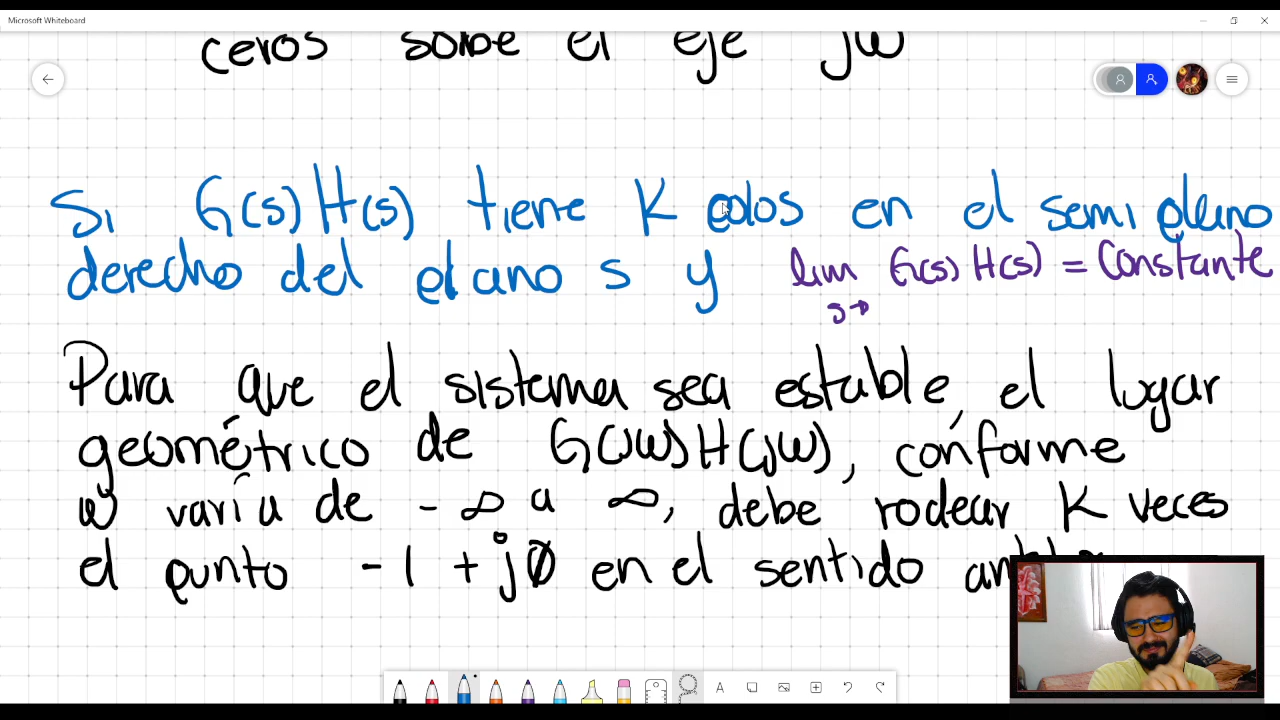 Microsoft Whiteboard
ceros sobre el eje jω
Si G(s)H(s) tiene K polos en el semi plano
derecho del plano s y lim G(s)H(s) = Constante
s→
Para que el sistema sea estable, el lugar
geométrico de G(jω)H(jω), conforme
ω varía de -∞ a ∞, debe rodear K veces
el punto -1 + j0 en el sentido
A